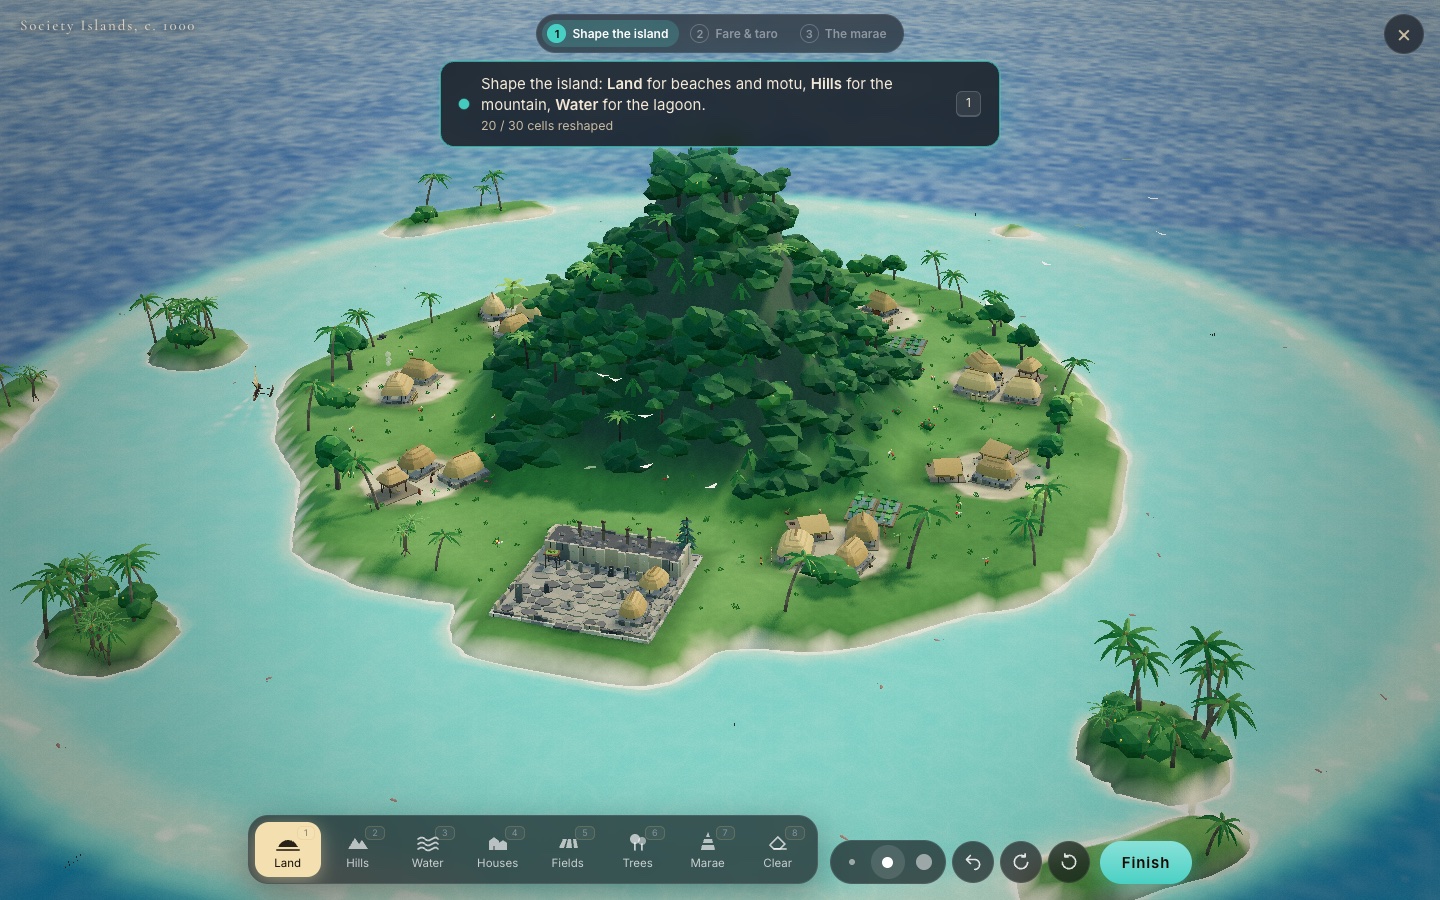 Society Islands, c. 1000
1 Shape the island 2 Fare & taro 3 The marae
Shape the island: Land for beaches and motu, Hills for the
mountain, Water for the lagoon.
20 / 30 cells reshaped
1
1 2 3 4 5 6 7 8
Land Hills Water Houses Fields Trees Marae Clear
Finish